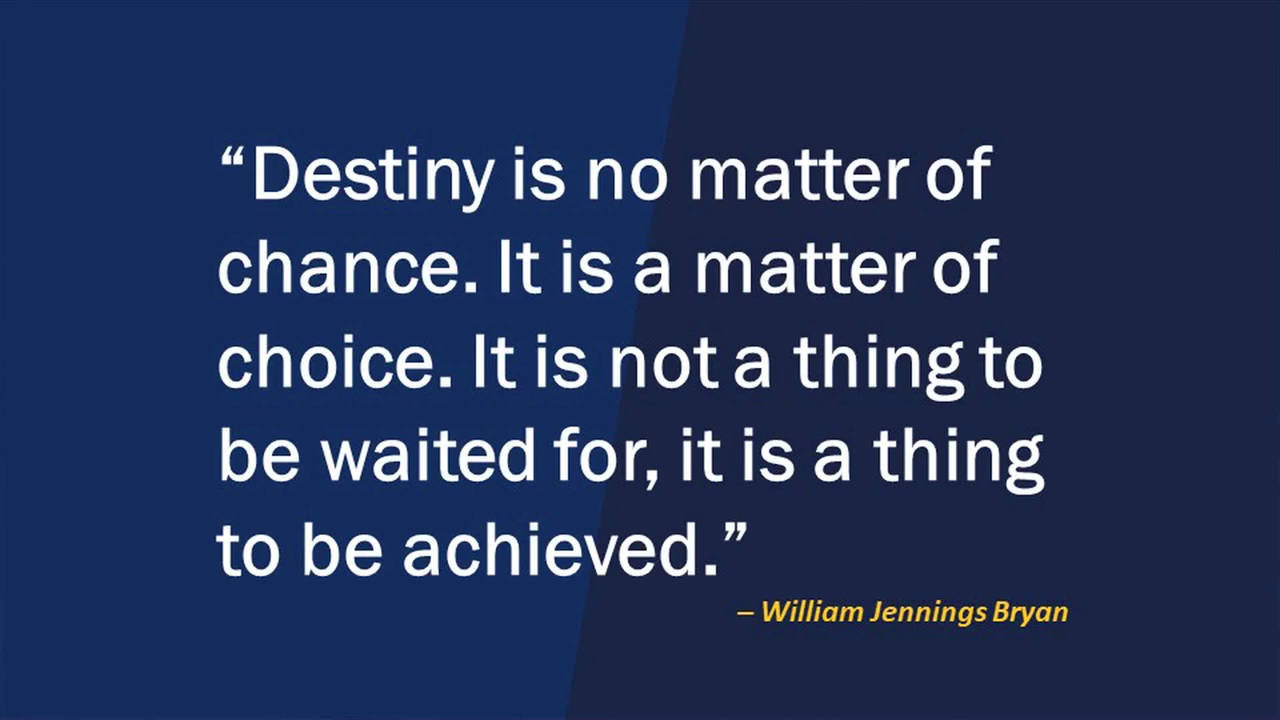 “Destiny is no matter of
chance. It is a matter of
choice. It is not a thing to
be waited for, it is a thing
to be achieved.”
– William Jennings Bryan